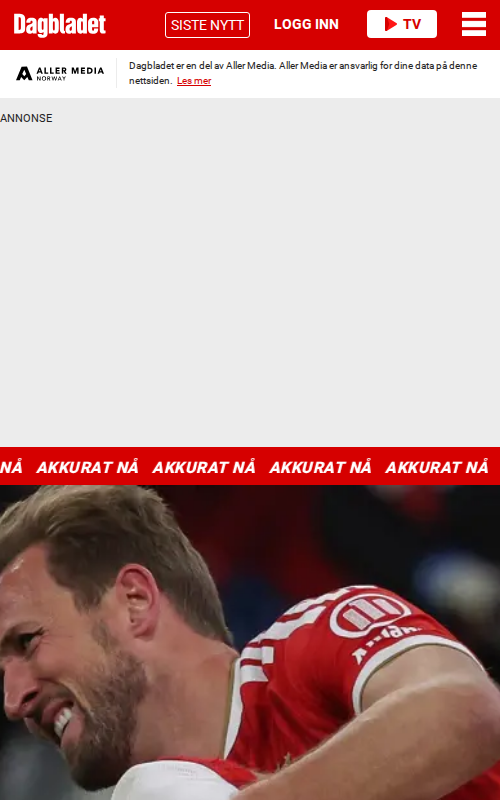 Dagbladet
SISTE NYTT
LOGG INN
TV
ALLER MEDIA
NORWAY
Dagbladet er en del av Aller Media. Aller Media er ansvarlig for dine data på denne
nettsiden. Les mer
ANNONSE
NÅ AKKURAT NÅ AKKURAT NÅ AKKURAT NÅ AKKURAT NÅ